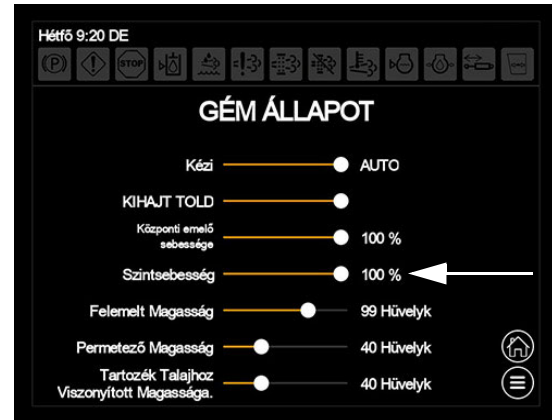 Hétfő 9:20 DE
(P) STOP
GÉM ÁLLAPOT
Kézi AUTO
KIHAJT TOLD
Központi emelő
sebessége 100 %
Szintsebesség 100 %
Felemelt Magasság 99 Hüvelyk
Permetező Magasság 40 Hüvelyk
Tartozék Talajhoz
Viszonyított Magassága. 40 Hüvelyk